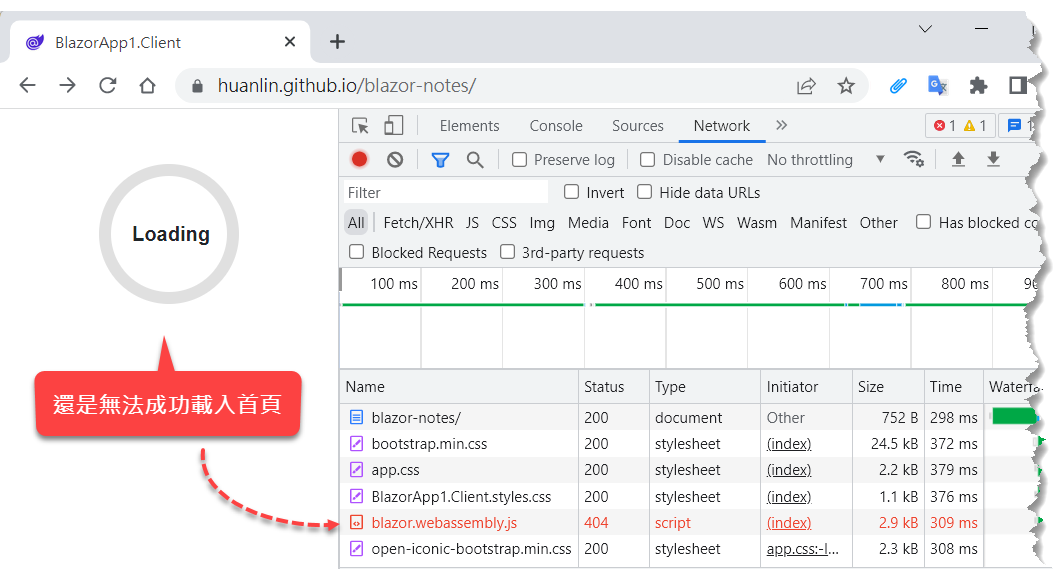 BlazorApp1.Client
huanlin.github.io/blazor-notes/
Elements Console Sources Network 1 1
Preserve log Disable cache No throttling
Filter Invert Hide data URLs
All Fetch/XHR JS CSS Img Media Font Doc WS Wasm Manifest Other Has blocked
Blocked Requests 3rd-party requests
100 ms 200 ms 300 ms 400 ms 500 ms 600 ms 700 ms 800 ms
Loading
還是無法成功載入首頁
Name Status Type Initiator Size Time
blazor-notes/ 200 document Other 752 B 298 ms
bootstrap.min.css 200 stylesheet (index) 24.5 kB 372 ms
app.css 200 stylesheet (index) 2.2 kB 379 ms
BlazorApp1.Client.styles.css 200 stylesheet (index) 1.1 kB 376 ms
blazor.webassembly.js 404 script (index) 2.9 kB 309 ms
open-iconic-bootstrap.min.css 200 stylesheet app.css:-I... 2.3 kB 308 ms